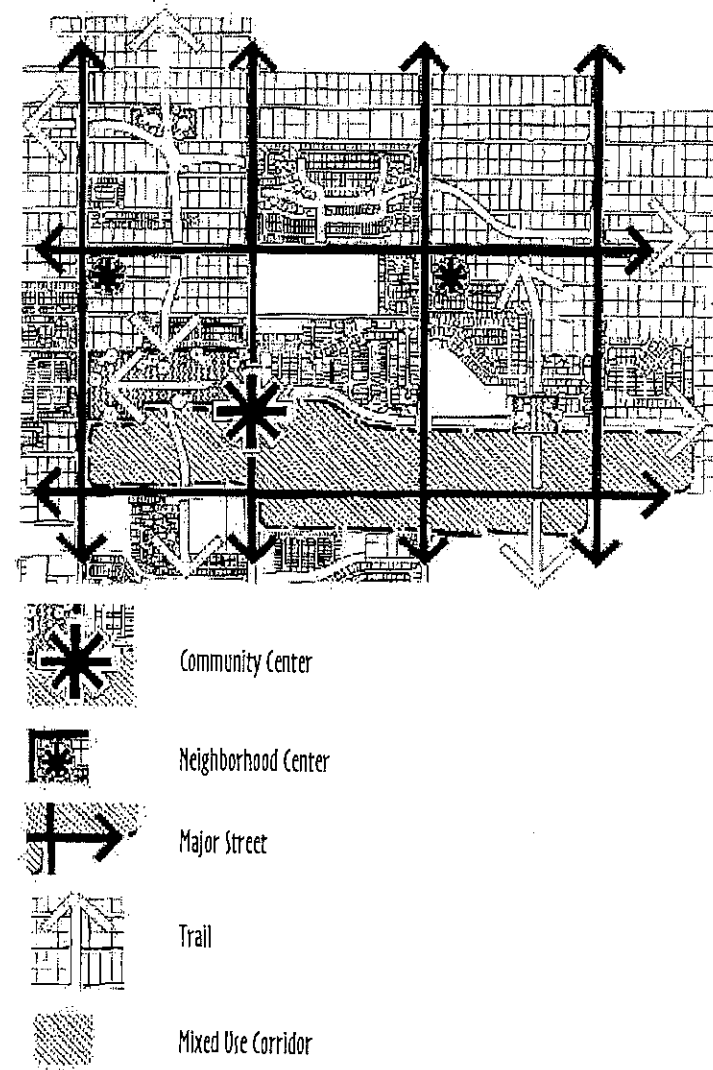 Community Center
Neighborhood Center
Major Street
Trail
Mixed Use Corridor